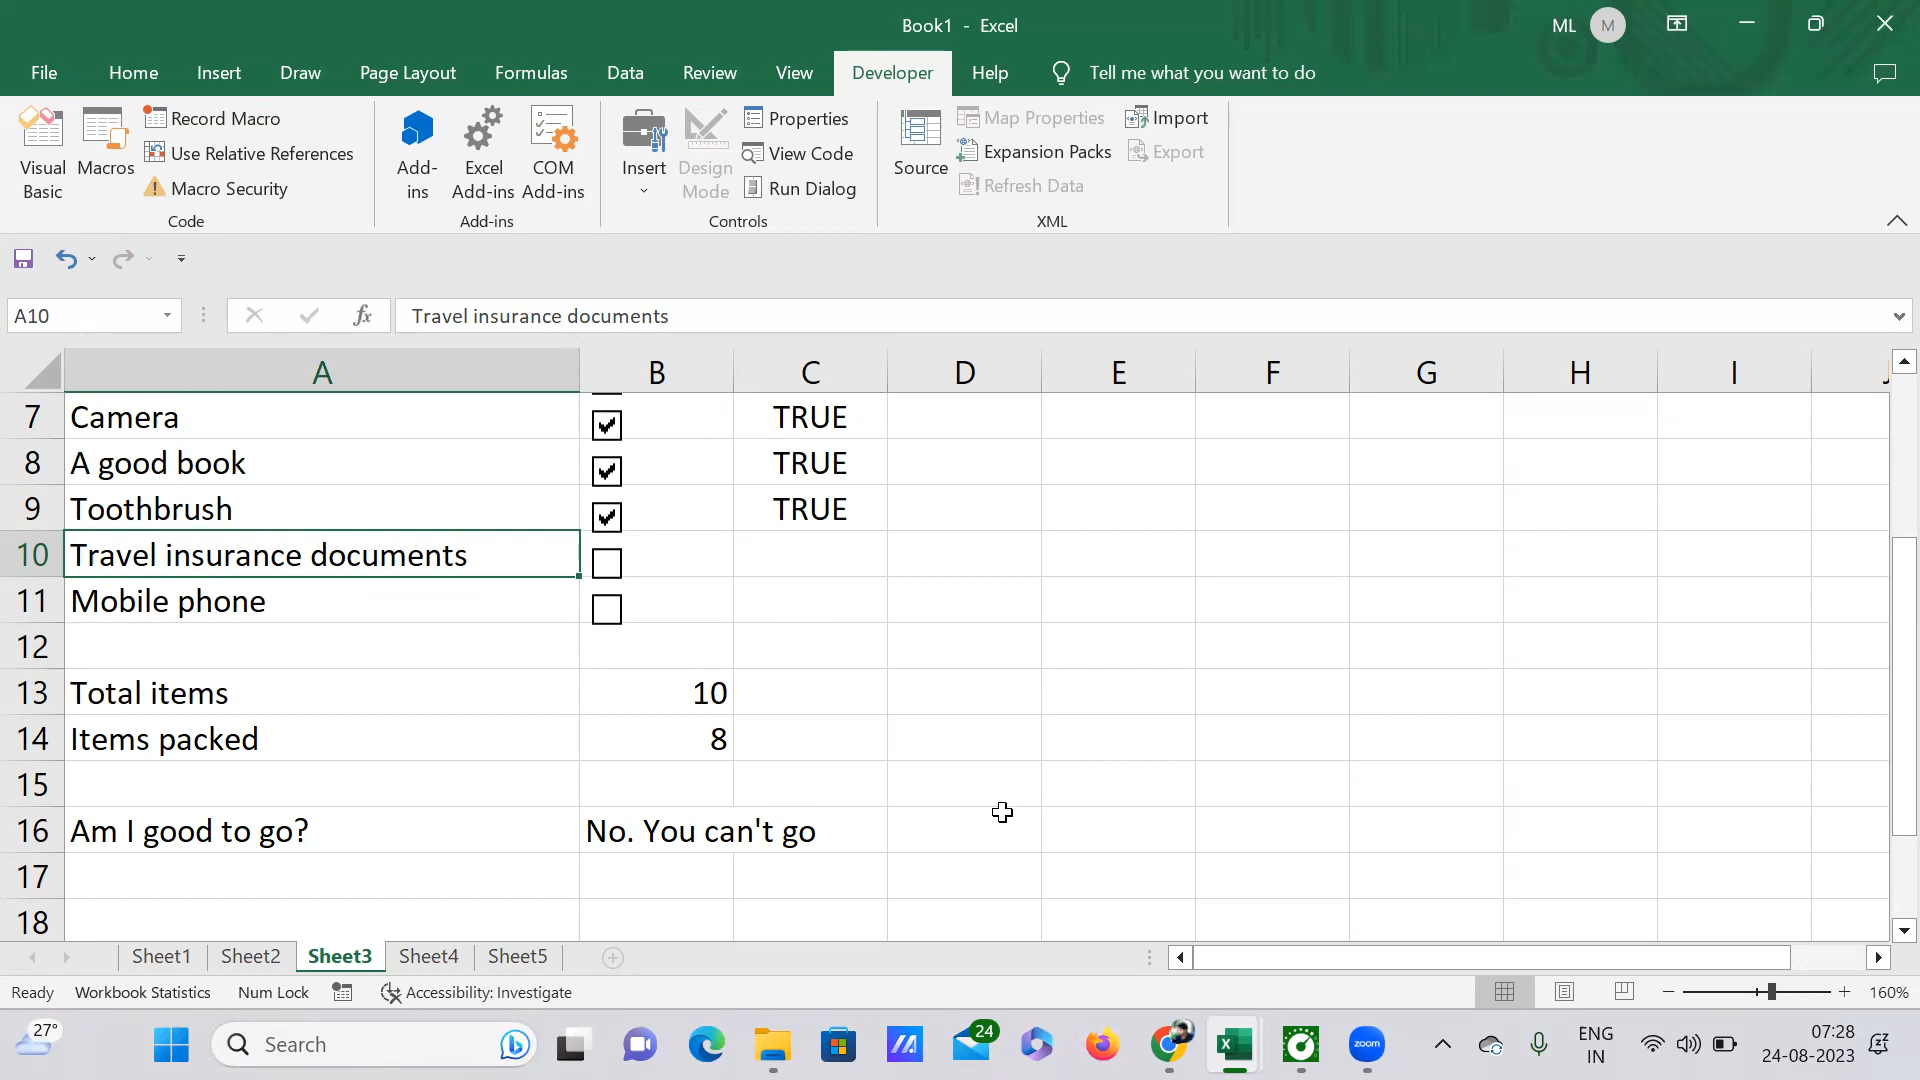 Book1 - Excel
ML M
File Home Insert Draw Page Layout Formulas Data Review View Developer Help Tell me what you want to do
Visual Basic
Macros
Record Macro
Use Relative References
Macro Security
Code
Add-ins
Excel Add-ins
COM Add-ins
Add-ins
Insert
Design Mode
Properties
View Code
Run Dialog
Controls
Source
Map Properties
Expansion Packs
Refresh Data
Import
Export
XML
A10 fx Travel insurance documents
A B C D E F G H I J
7 Camera TRUE
8 A good book TRUE
9 Toothbrush TRUE
10 Travel insurance documents
11 Mobile phone
12
13 Total items 10
14 Items packed 8
15
16 Am I good to go? No. You can't go
17
18
Sheet1 Sheet2 Sheet3 Sheet4 Sheet5
Ready Workbook Statistics Num Lock Accessibility: Investigate 160%
27° Search 24 zoom ENG IN 07:28
24-08-2023